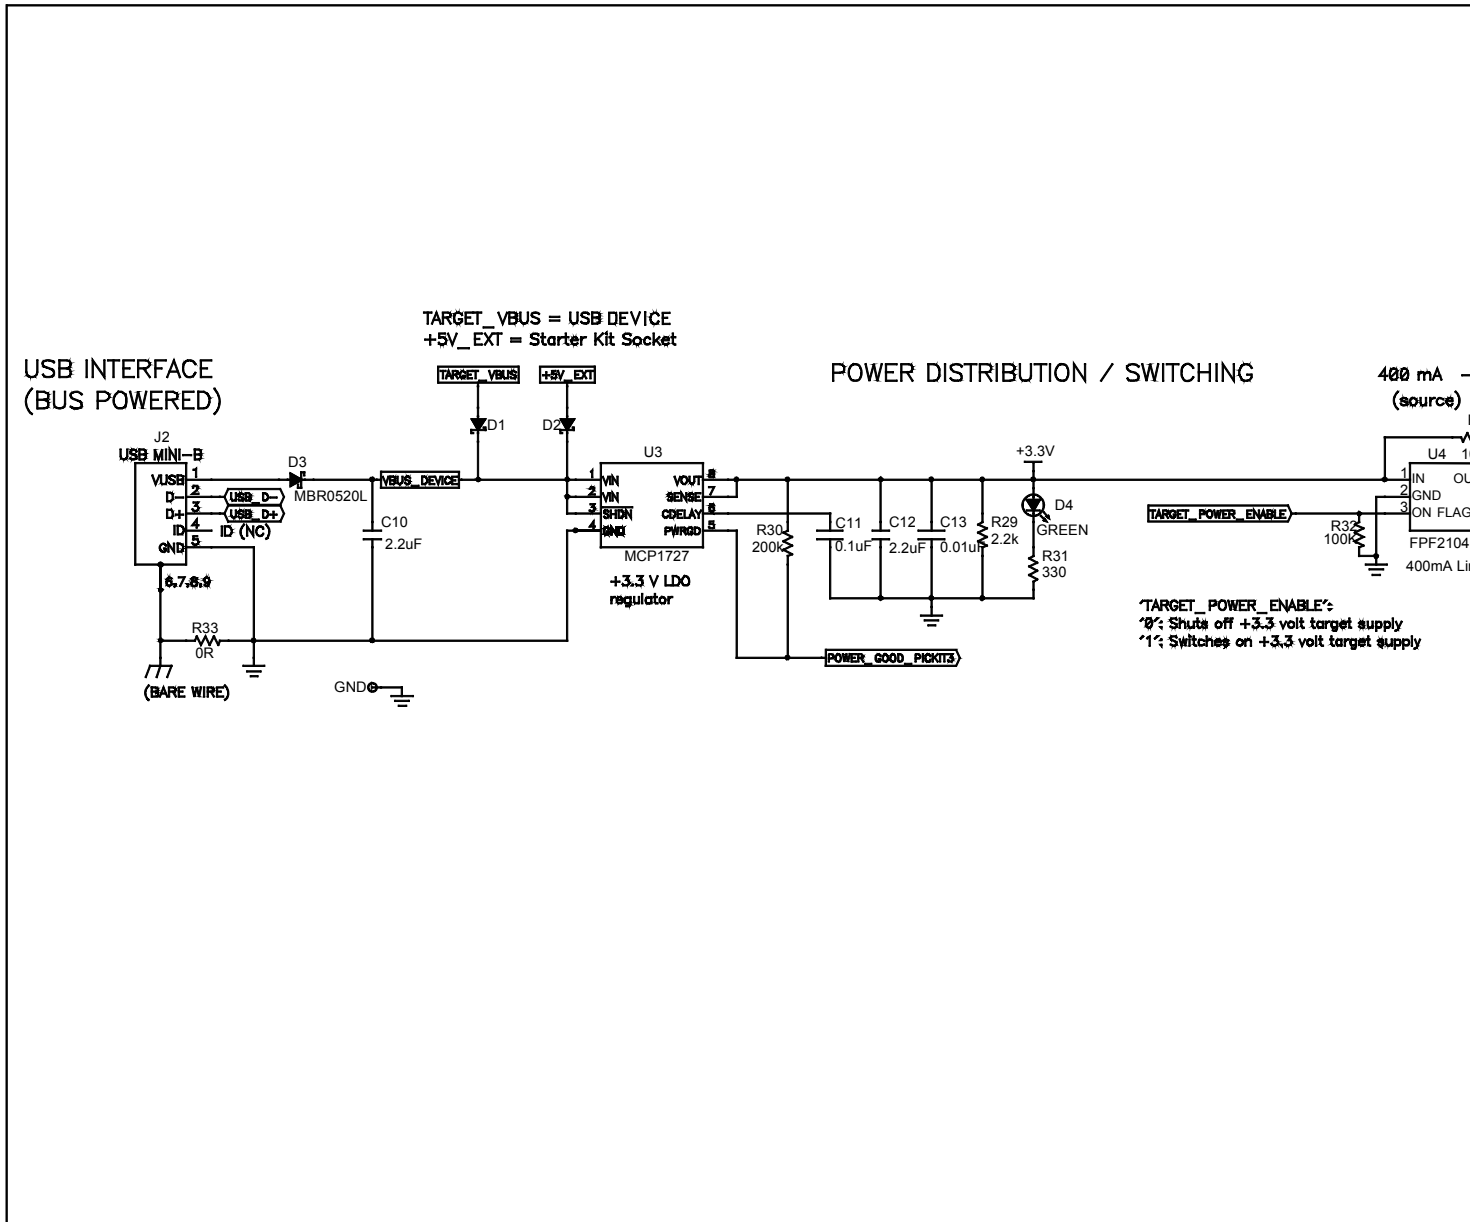 TARGET_VBUS = USB DEVICE
+5V_EXT = Starter Kit Socket
USB INTERFACE
(BUS POWERED)
TARGET_VBUS
+5V_EXT
POWER DISTRIBUTION / SWITCHING
400 mA
(source)
D1
D2
J2
USB MINI-B
VUSB 1
D- 2
D+ 3
ID 4
GND 5
USB_D-
USB_D+
ID (NC)
6,7,8,9
D3
MBR0520L
VBUS_DEVICE
C10
2.2uF
U3
1 VIN
2 VIN
3 SHDN
4 GND
VOUT 8
SENSE 7
CDELAY 6
PWRGD 5
MCP1727
+3.3 V LDO
regulator
R30
200k
C11
0.1uF
C12
2.2uF
C13
0.01uF
R29
2.2k
+3.3V
D4
GREEN
R31
330
TARGET_POWER_ENABLE
R32
100K
U4
1 IN
2 GND
3 ON FLAG
FPF2104
400mA
"TARGET_POWER_ENABLE":
"0": Shuts off +3.3 volt target supply
"1": Switches on +3.3 volt target supply
POWER_GOOD_PICKIT3
R33
0R
(BARE WIRE)
GND